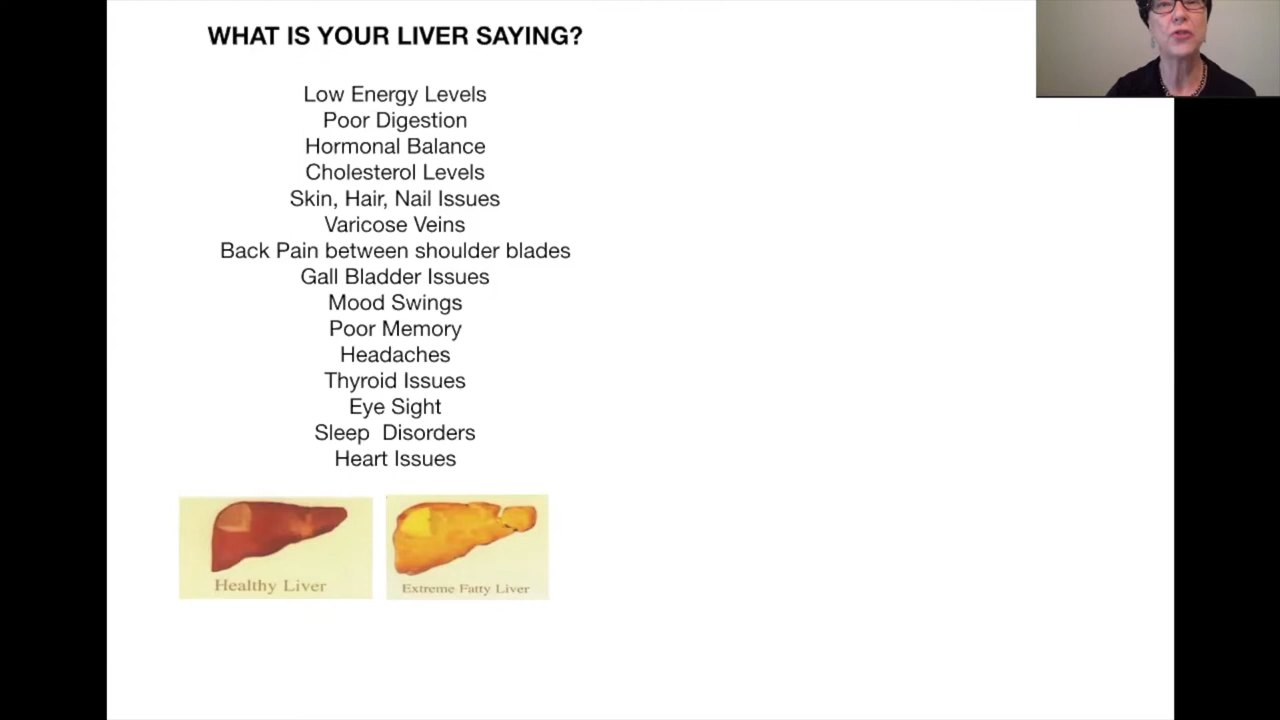 WHAT IS YOUR LIVER SAYING?
Low Energy Levels
Poor Digestion
Hormonal Balance
Cholesterol Levels
Skin, Hair, Nail Issues
Varicose Veins
Back Pain between shoulder blades
Gall Bladder Issues
Mood Swings
Poor Memory
Headaches
Thyroid Issues
Eye Sight
Sleep  Disorders
Heart Issues
Healthy Liver
Extreme Fatty Liver